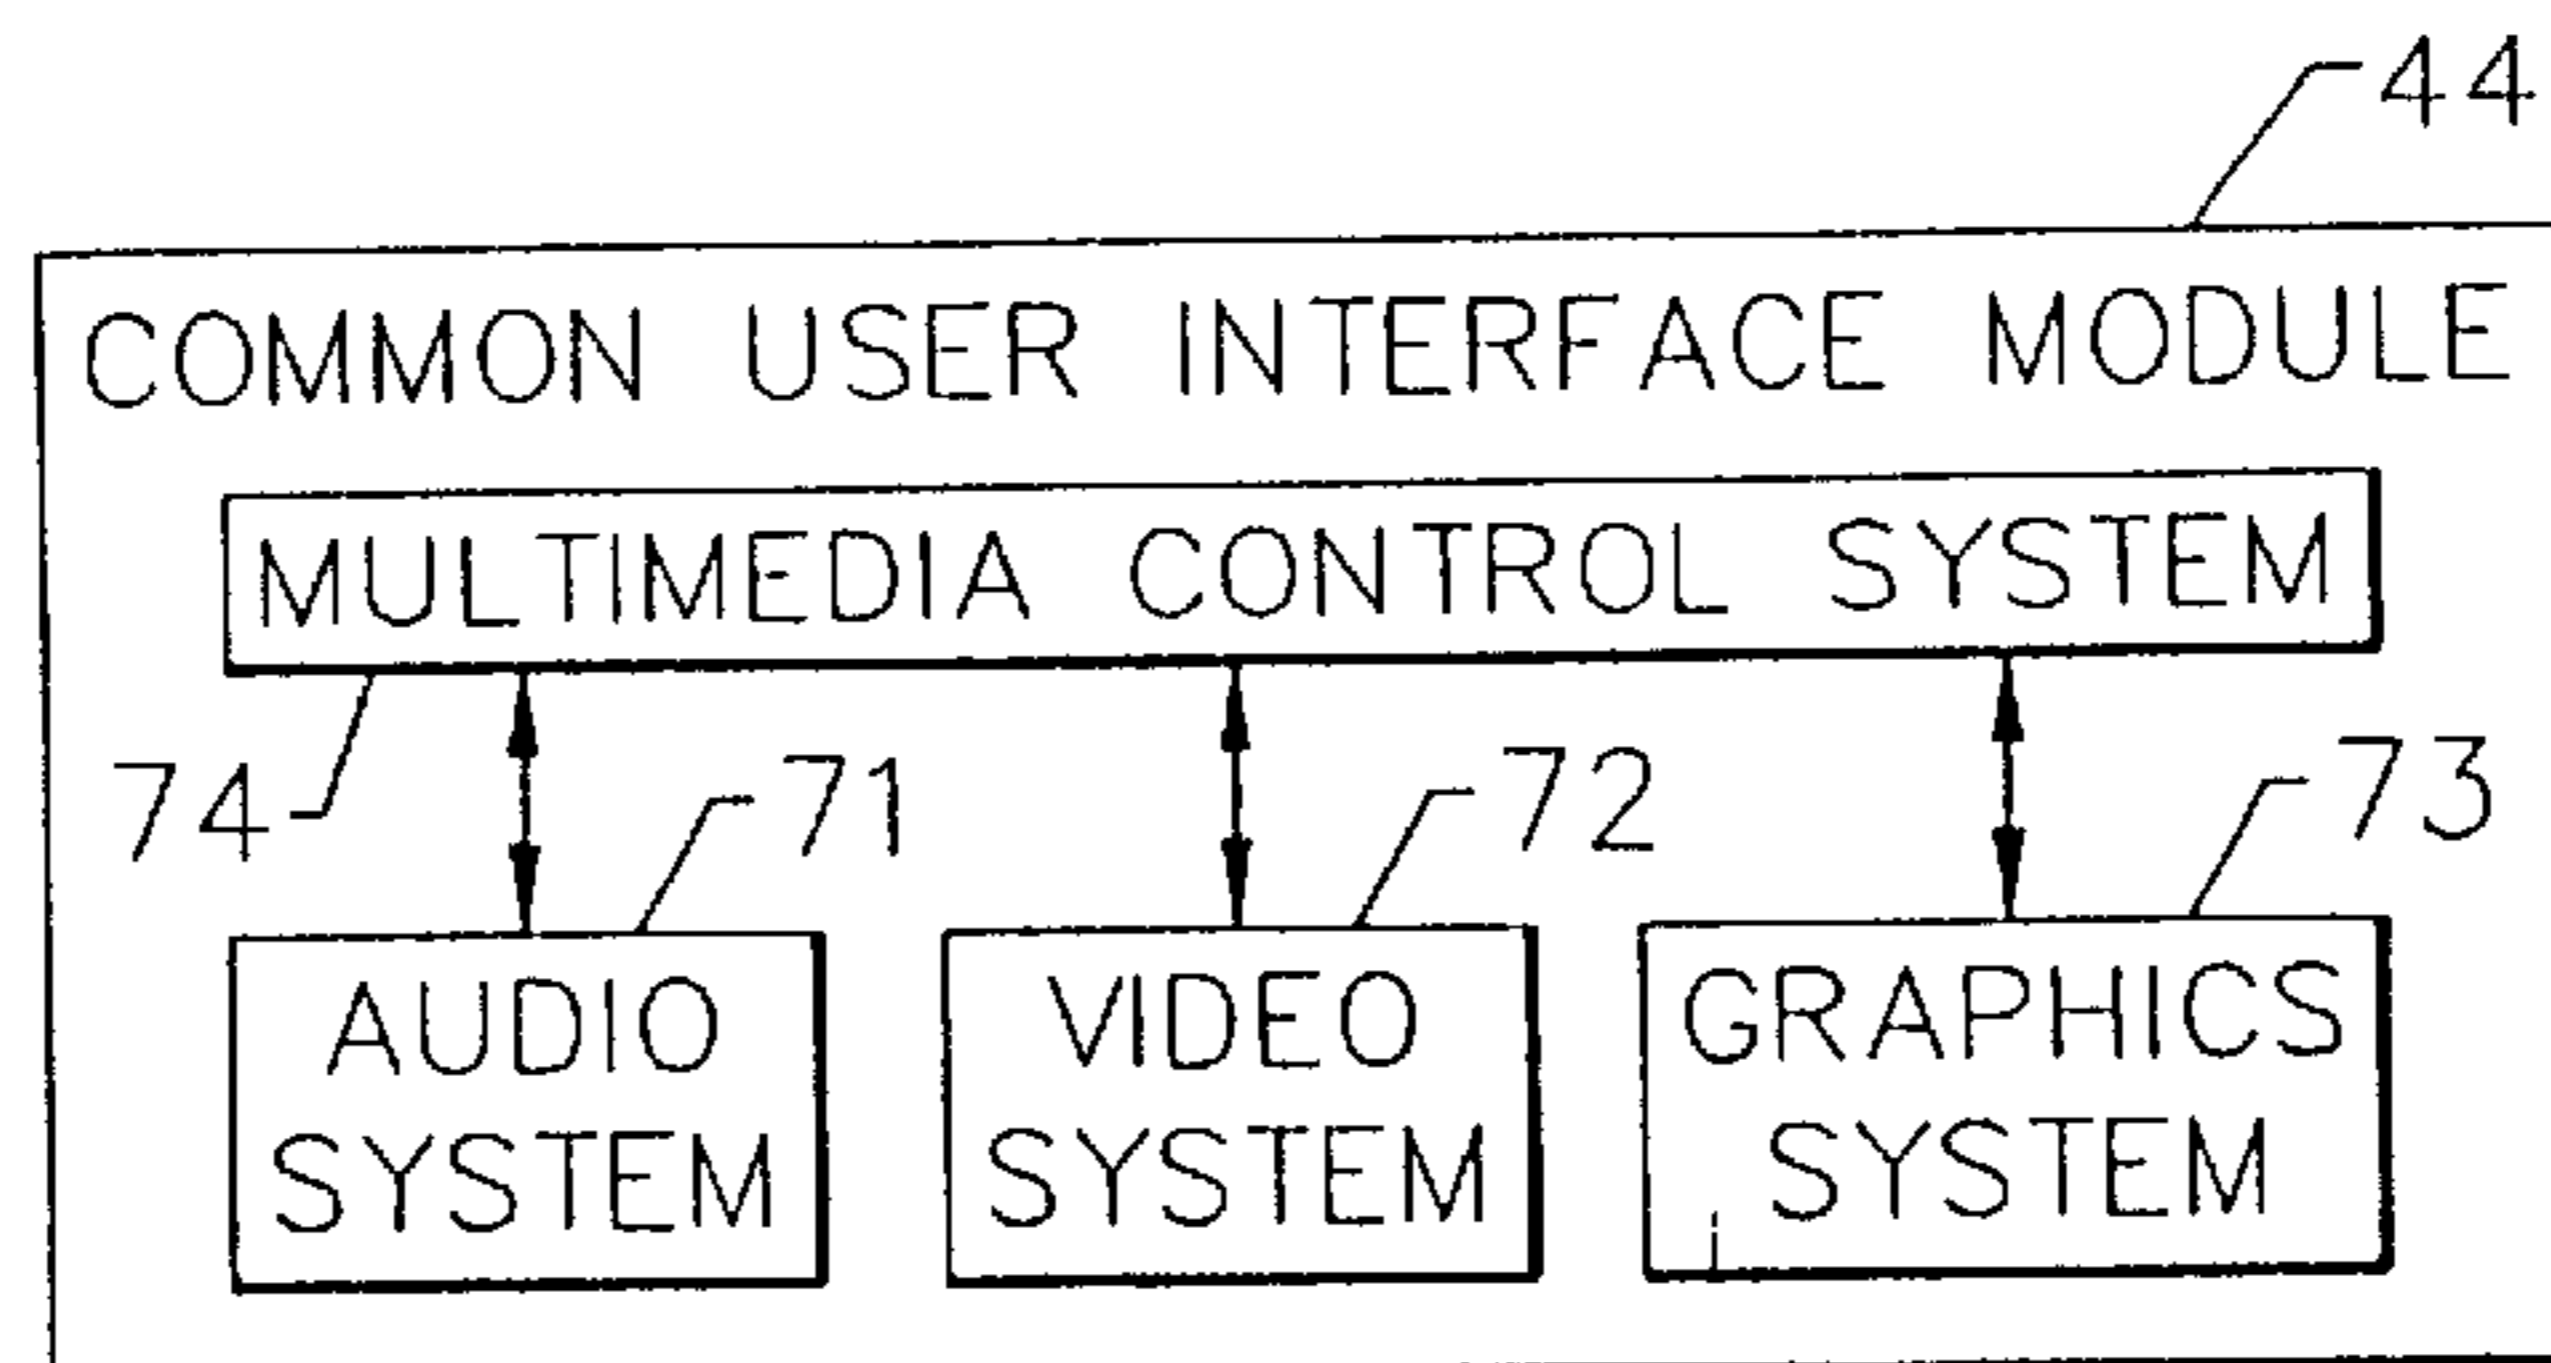 44
COMMON USER INTERFACE MODULE
MULTIMEDIA CONTROL SYSTEM
74
71
72
73
AUDIO
SYSTEM
VIDEO
SYSTEM
GRAPHICS
SYSTEM